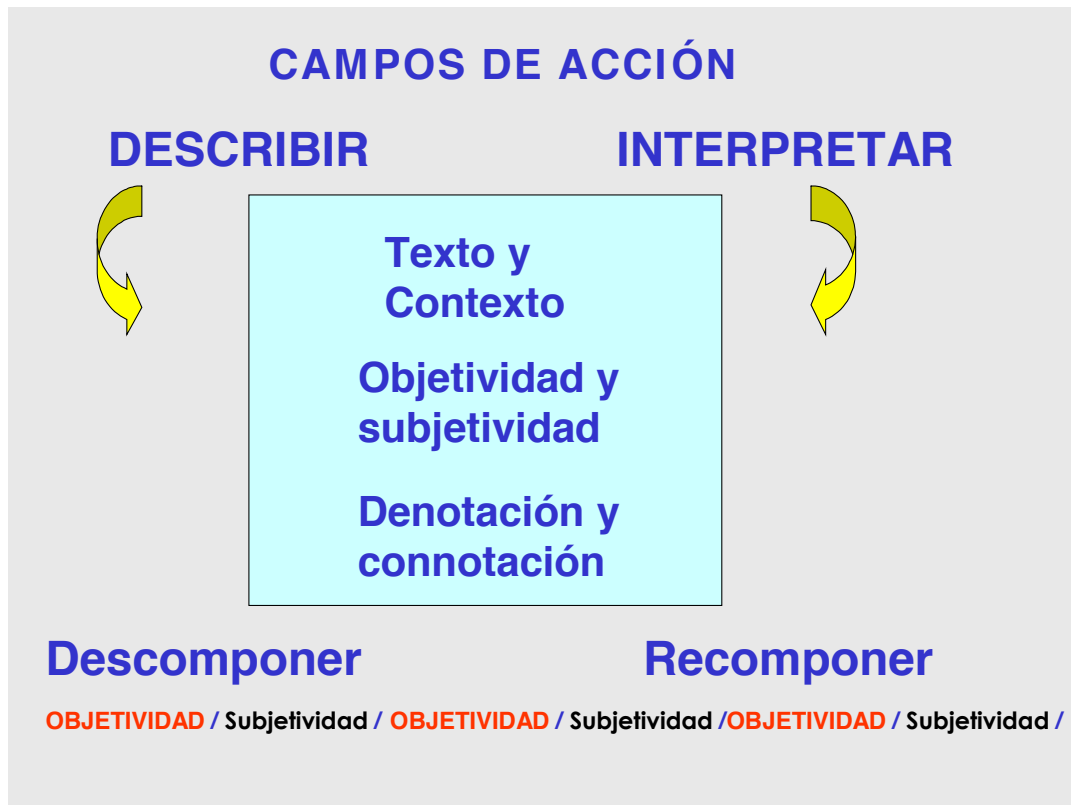 CAMPOS DE ACCIÓN
DESCRIBIR
INTERPRETAR
Texto y
Contexto
Objetividad y
subjetividad
Denotación y
connotación
Descomponer
Recomponer
OBJETIVIDAD / Subjetividad / OBJETIVIDAD / Subjetividad /OBJETIVIDAD / Subjetividad /